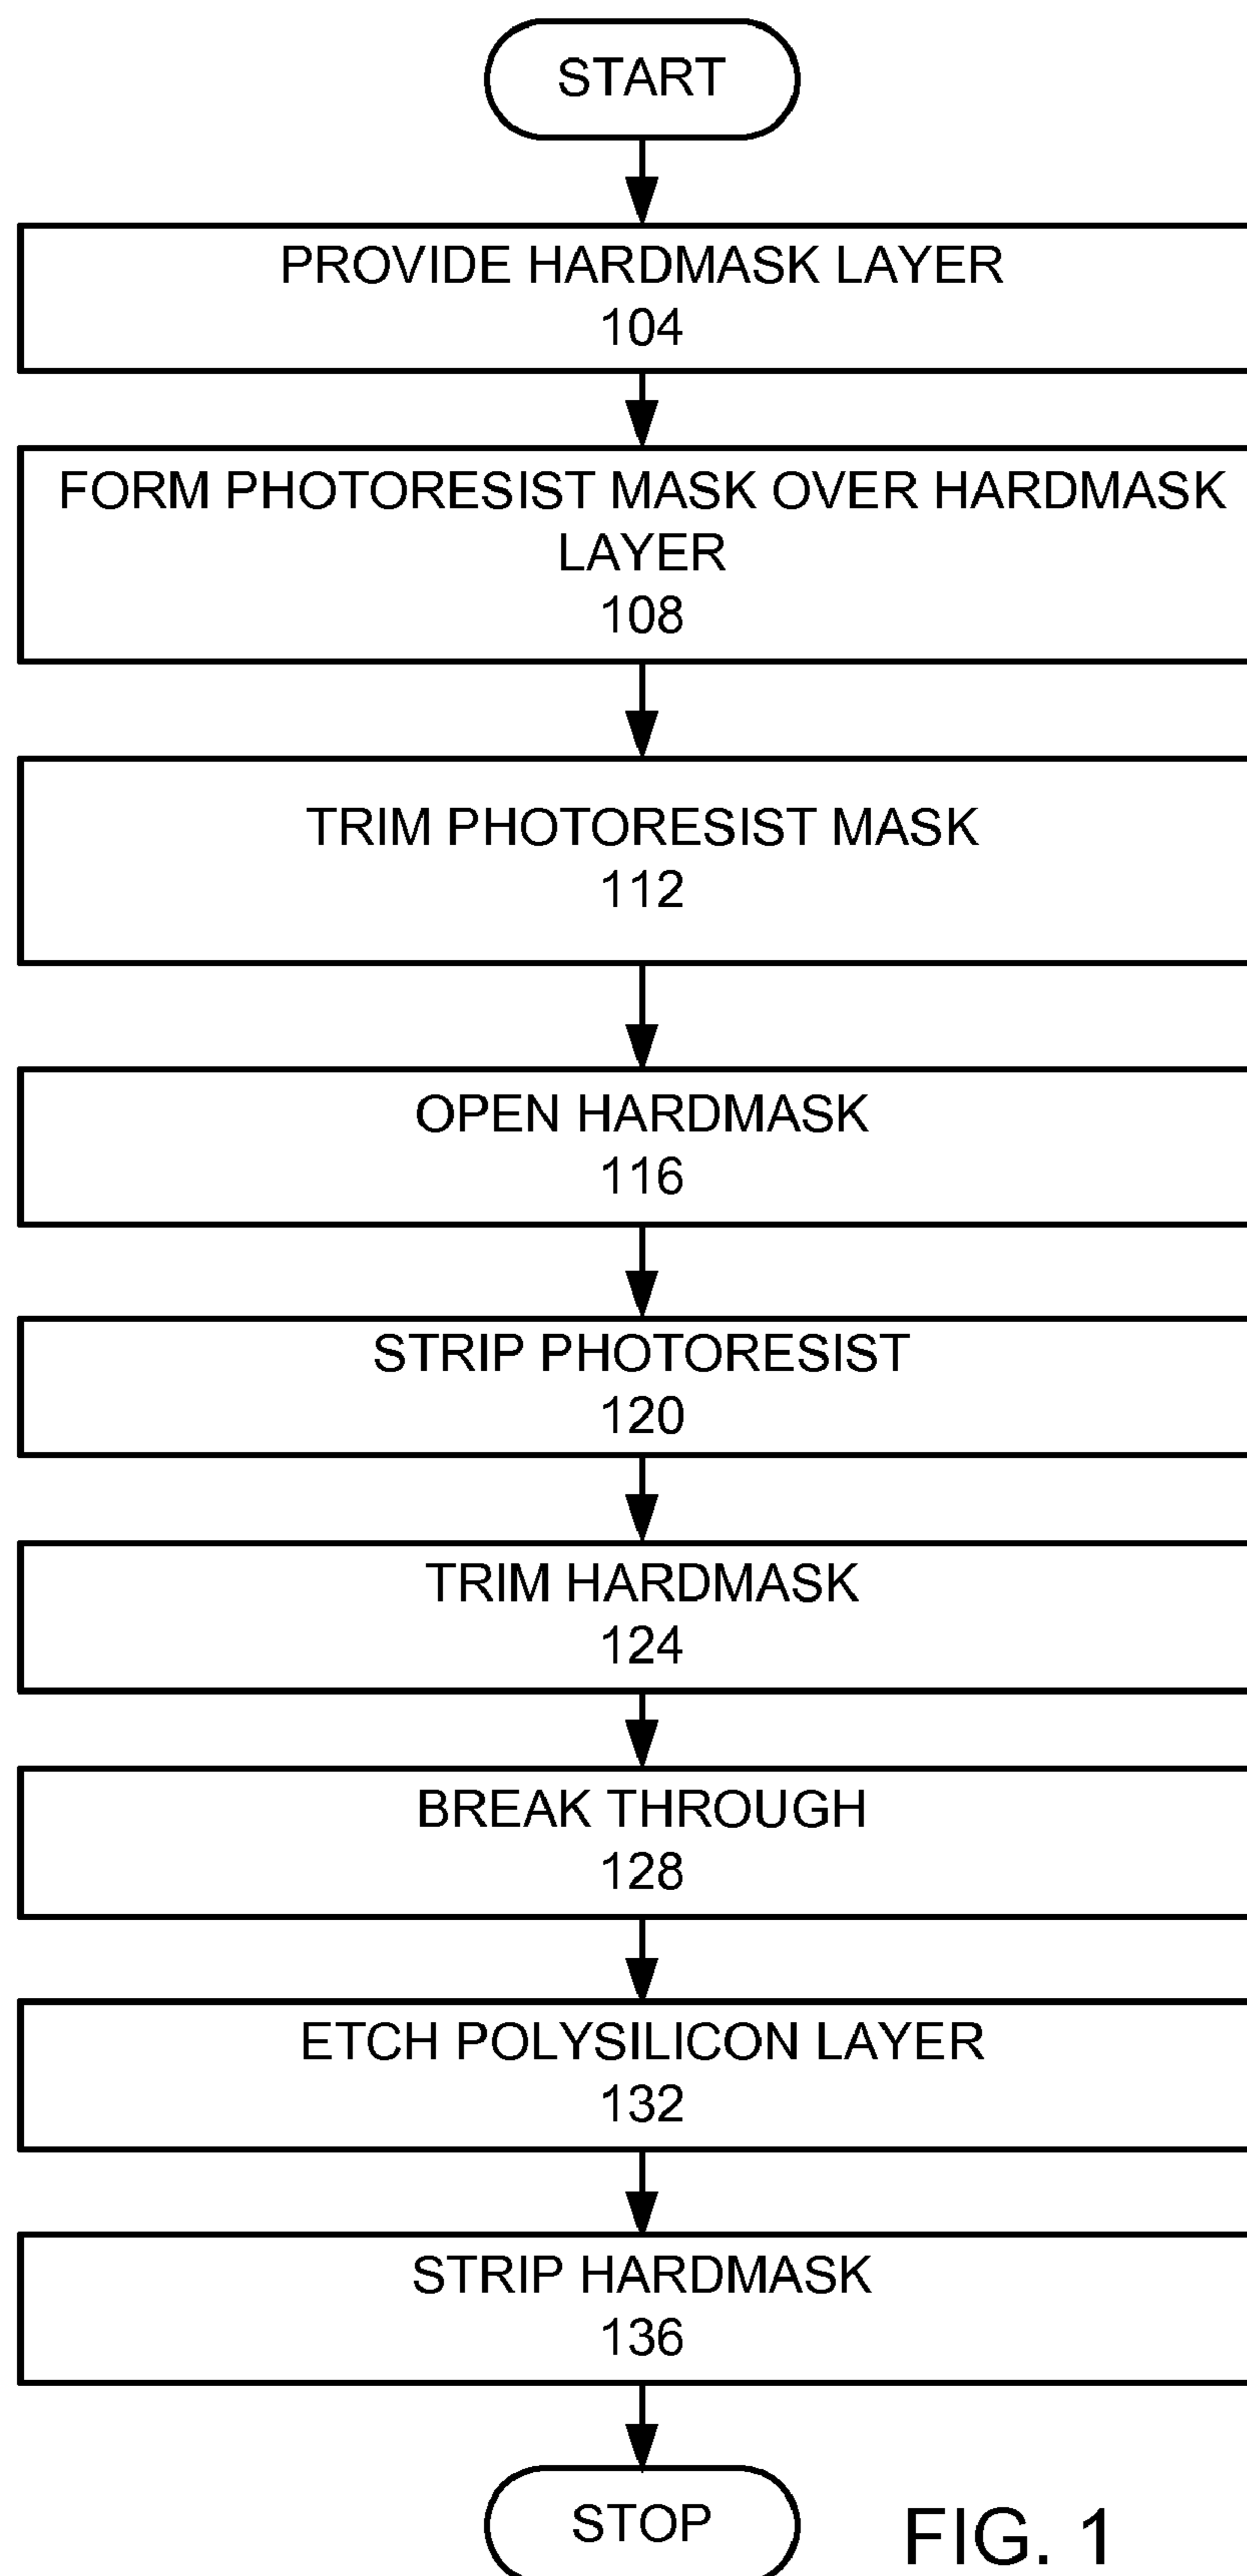 START
PROVIDE HARDMASK LAYER
104
FORM PHOTORESIST MASK OVER HARDMASK
LAYER
108
TRIM PHOTORESIST MASK
112
OPEN HARDMASK
116
STRIP PHOTORESIST
120
TRIM HARDMASK
124
BREAK THROUGH
128
ETCH POLYSILICON LAYER
132
STRIP HARDMASK
136
STOP
FIG. 1